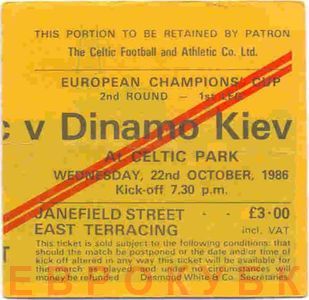 THIS PORTION TO BE RETAINED BY PATRON
The Celtic Football and Athletic Co. Ltd.
EUROPEAN CHAMPIONS' CUP
2nd ROUND — 1st LEG
c v Dinamo Kiev
At CELTIC PARK
WEDNESDAY, 22nd OCTOBER, 1986
Kick-off 7.30 p.m.
JANEFIELD STREET £3.00
EAST TERRACING incl. VAT
This ticket is sold subject to the following conditions: that
should the match be postponed or the date and/or time of
kick off altered in any way this ticket will be available for
the match as played, and under no circumstances will
money be refunded. Desmond White & Co. Secretaries.